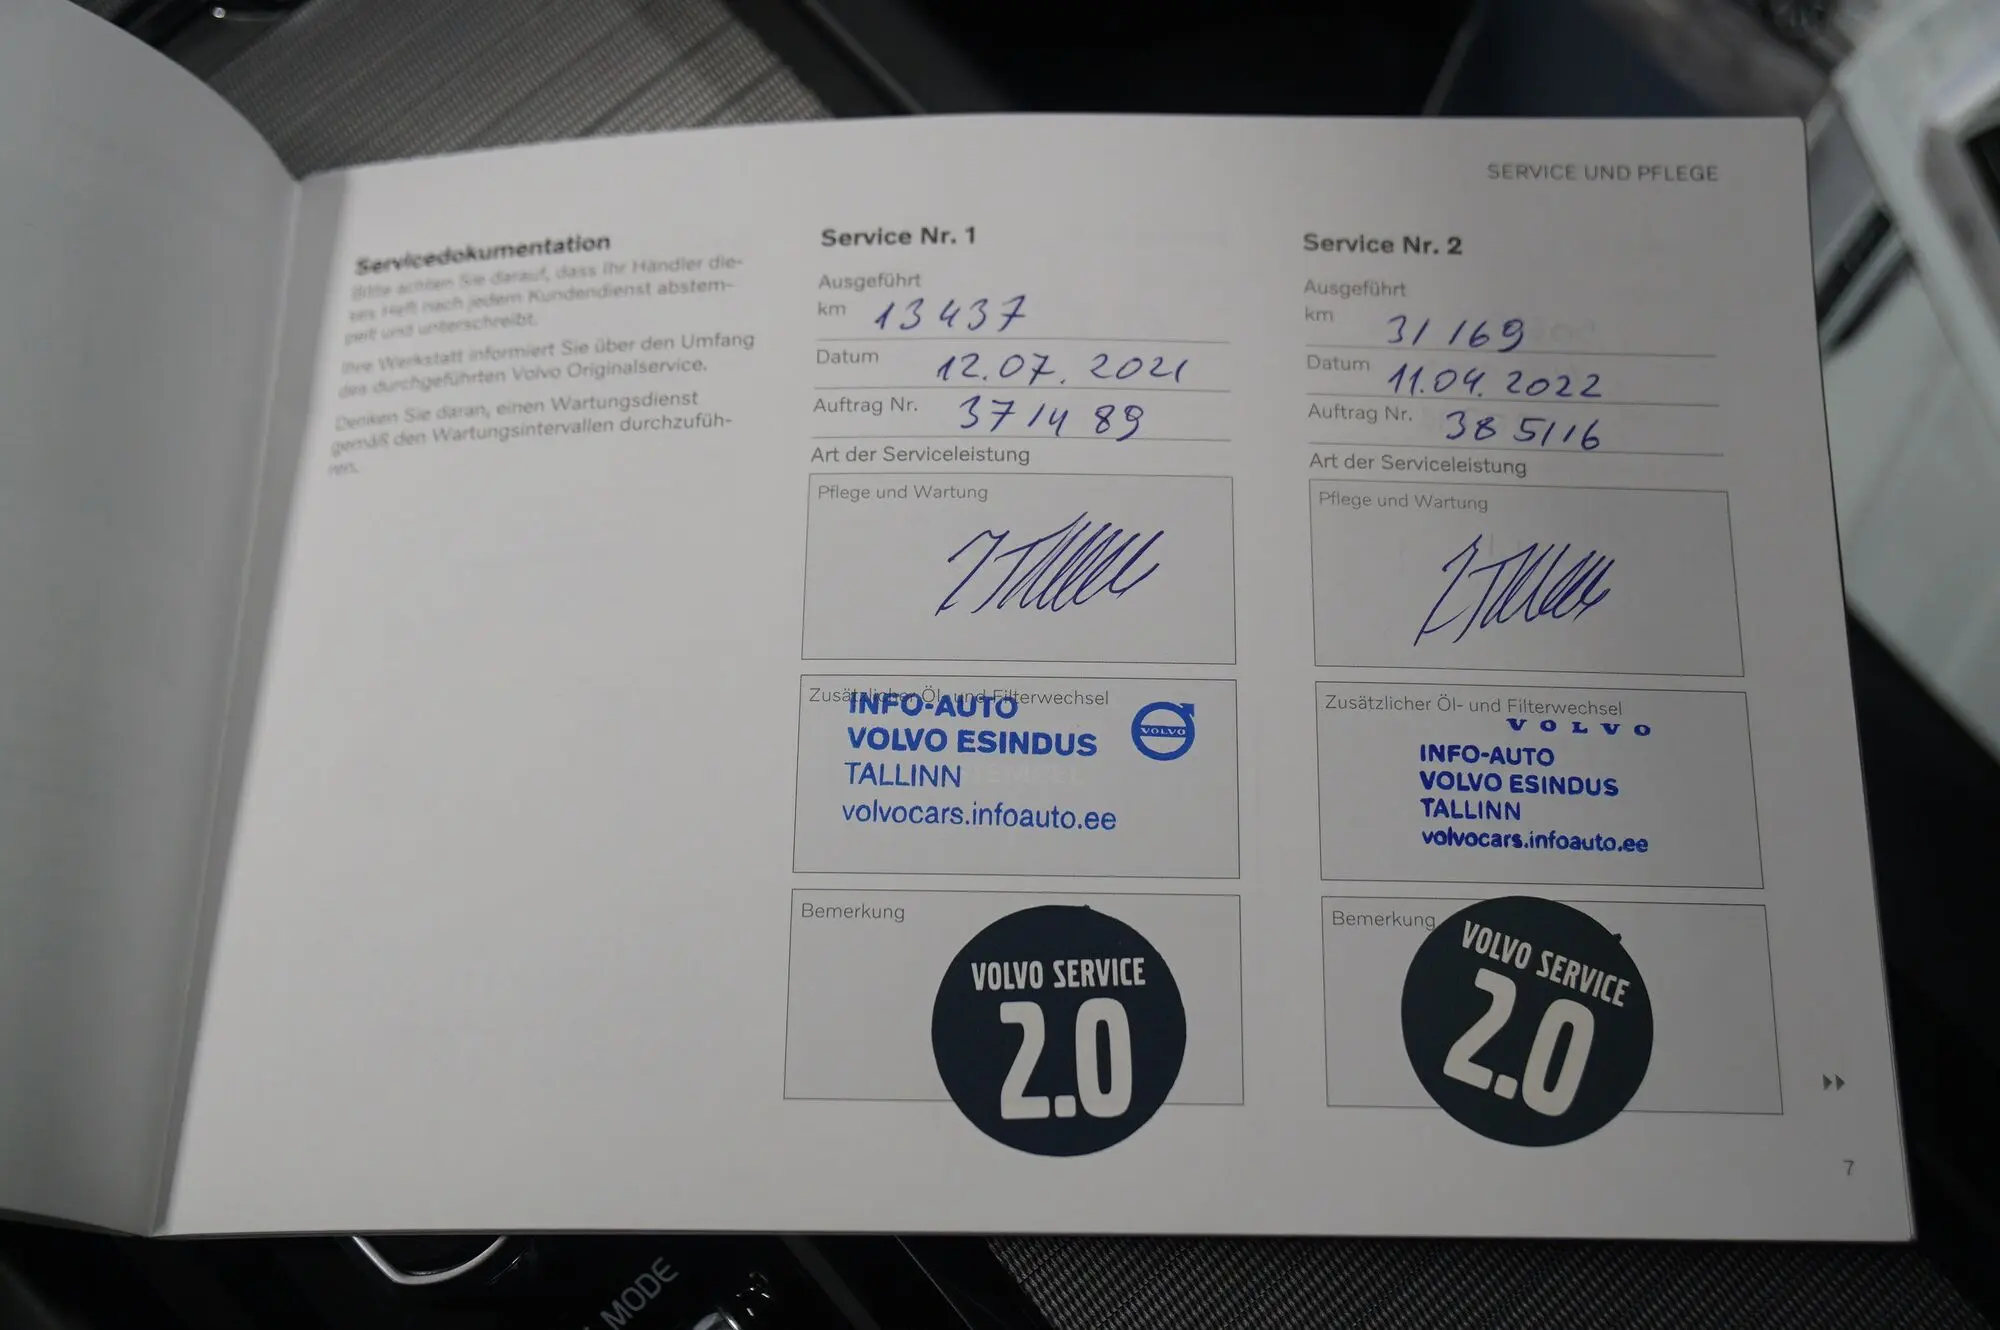 SERVICE UND PFLEGE
Servicedokumentation
Bitte achten Sie darauf, dass Ihr Händler die-
ses Heft nach jedem Kundendienst abstem-
pelt und unterschreibt.
Ihre Werkstatt informiert Sie über den Umfang
des durchgeführten Volvo Originalservice.
Denken Sie daran, einen Wartungsdienst
gemäß den Wartungsintervallen durchzufüh-
ren.
Service Nr. 1
Ausgeführt
km 13 437
Datum 12.07.2021
Auftrag Nr. 371489
Art der Serviceleistung
Pflege und Wartung
Zusätzlicher Öl- und Filterwechsel
INFO-AUTO
VOLVO ESINDUS
TALLINN
volvocars.infoauto.ee
VOLVO
Bemerkung
VOLVO SERVICE
2.0
Service Nr. 2
Ausgeführt
km 31 169
Datum 11.04.2022
Auftrag Nr. 385116
Art der Serviceleistung
Pflege und Wartung
Zusätzlicher Öl- und Filterwechsel
VOLVO
INFO-AUTO
VOLVO ESINDUS
TALLINN
volvocars.infoauto.ee
Bemerkung
VOLVO SERVICE
2.0
7
MODE